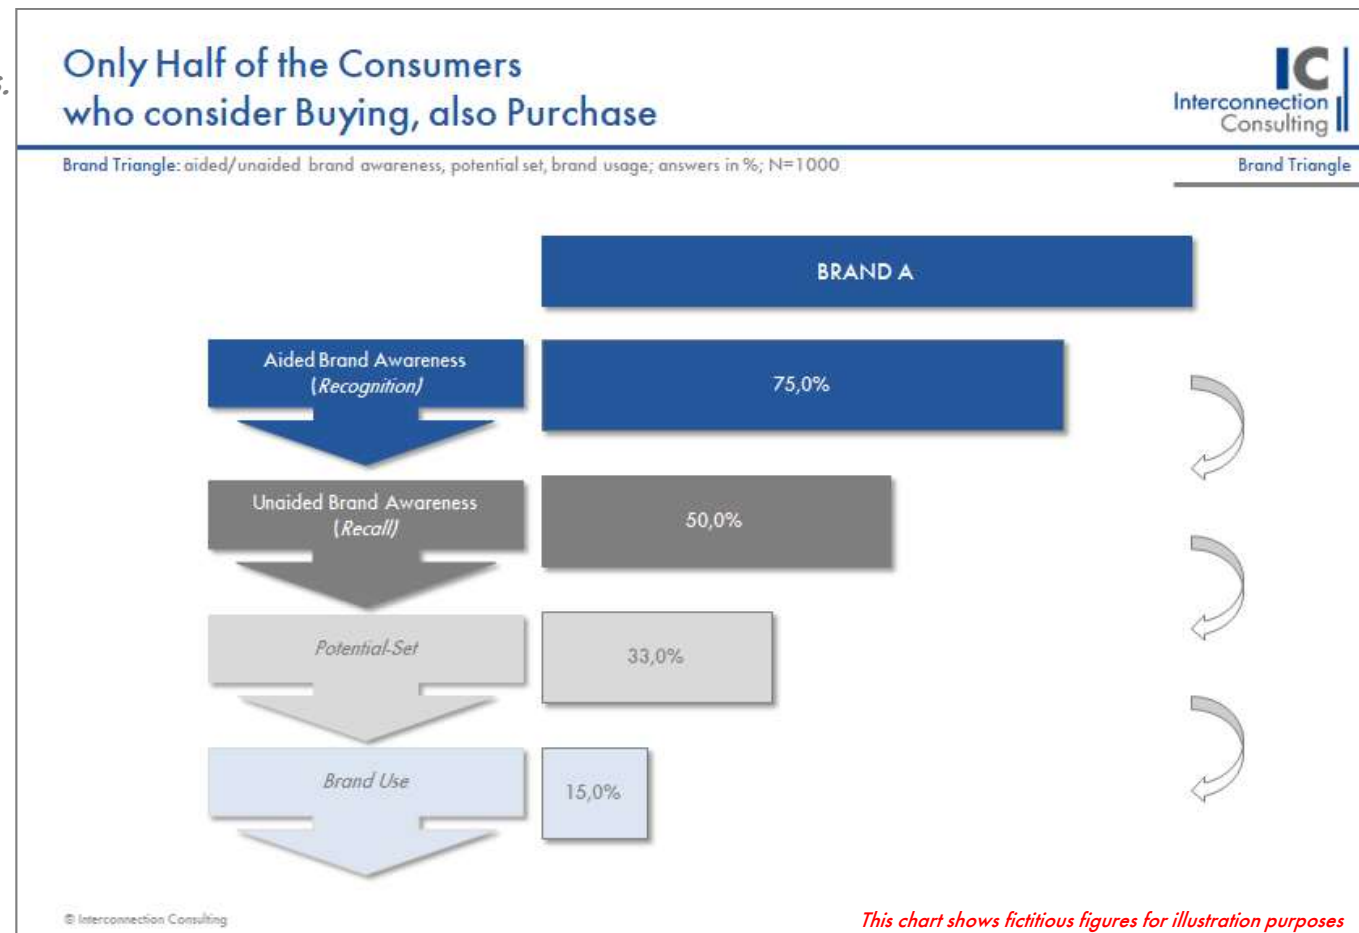 Only Half of the Consumers
who consider Buying, also Purchase
IC
Interconnection
Consulting
Brand Triangle: aided/unaided brand awareness, potential set, brand usage; answers in %; N=1000
Brand Triangle
BRAND A
Aided Brand Awareness
(Recognition)
75,0%
Unaided Brand Awareness
(Recall)
50,0%
Potential-Set
33,0%
Brand Use
15,0%
© Interconnection Consulting
This chart shows fictitious figures for illustration purposes